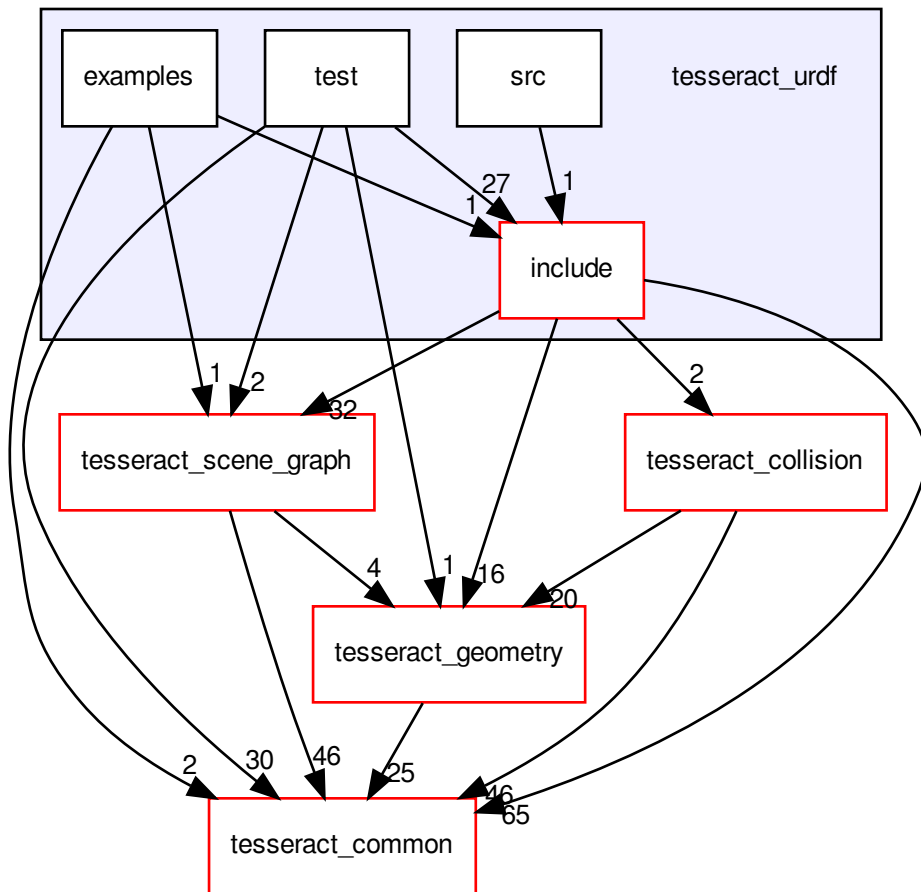 examples
test
src
tesseract_urdf
27
1
1
include
1
2
32
2
tesseract_scene_graph
tesseract_collision
4
1
16
20
tesseract_geometry
2
30
46
25
46
65
tesseract_common